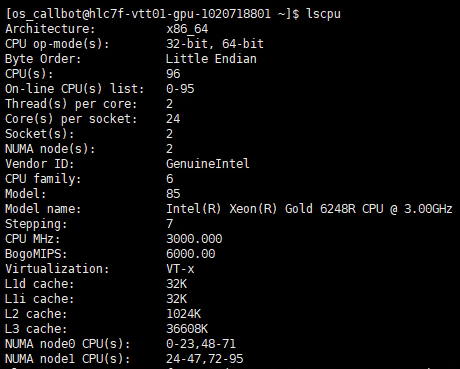 [os_callbot@hlc7f-vtt01-gpu-1020718801 ~]$ lscpu
Architecture: x86_64
CPU op-mode(s): 32-bit, 64-bit
Byte Order: Little Endian
CPU(s): 96
On-line CPU(s) list: 0-95
Thread(s) per core: 2
Core(s) per socket: 24
Socket(s): 2
NUMA node(s): 2
Vendor ID: GenuineIntel
CPU family: 6
Model: 85
Model name: Intel(R) Xeon(R) Gold 6248R CPU @ 3.00GHz
Stepping: 7
CPU MHz: 3000.000
BogoMIPS: 6000.00
Virtualization: VT-x
L1d cache: 32K
L1i cache: 32K
L2 cache: 1024K
L3 cache: 36608K
NUMA node0 CPU(s): 0-23,48-71
NUMA node1 CPU(s): 24-47,72-95